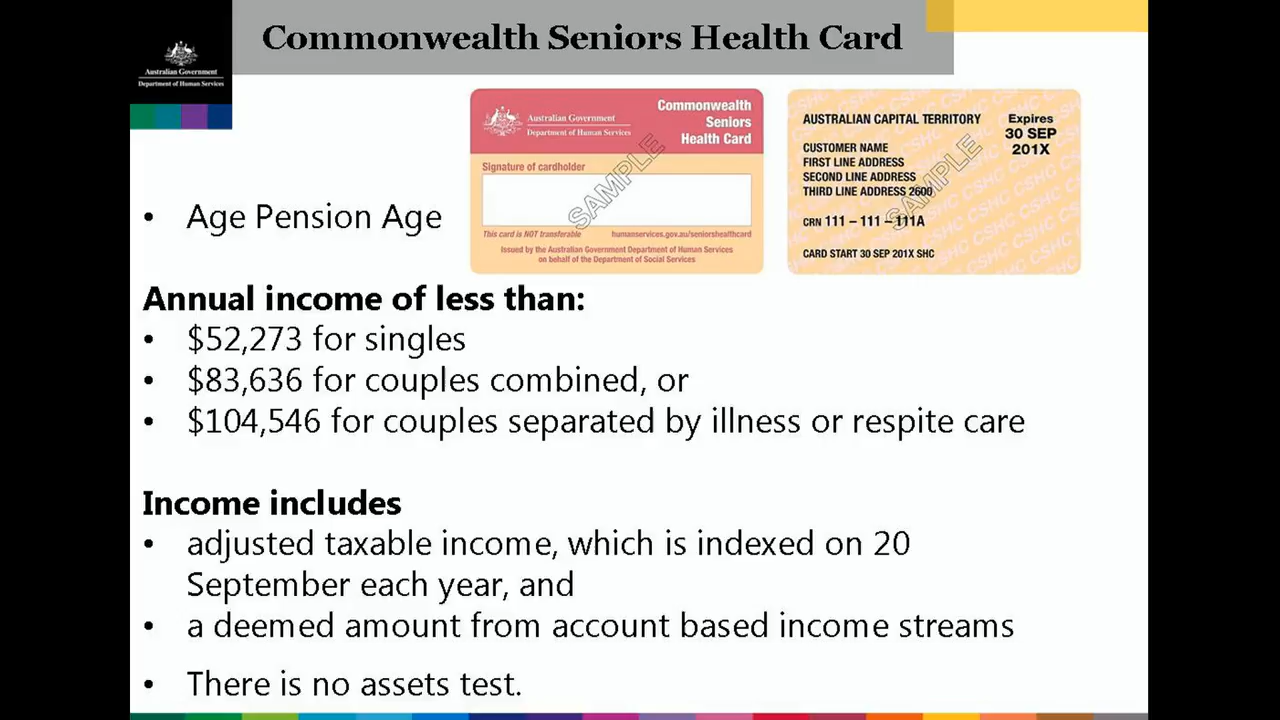 Commonwealth Seniors Health Card
Australian Government
Department of Human Services
Australian Government
Department of Human Services
Commonwealth
Seniors
Health Card
Signature of cardholder
SAMPLE
This card is NOT transferable
humanservices.gov.au/seniorshealthcard
Issued by the Australian Government Department of Human Services
on behalf of the Department of Social Services
AUSTRALIAN CAPITAL TERRITORY
Expires
30 SEP
201X
CUSTOMER NAME
FIRST LINE ADDRESS
SECOND LINE ADDRESS
THIRD LINE ADDRESS 2600
CRN 111 – 111 – 111A
CARD START 30 SEP 201X SHC
SAMPLE
CSHC CSHC CSHC
• Age Pension Age
Annual income of less than:
• $52,273 for singles
• $83,636 for couples combined, or
• $104,546 for couples separated by illness or respite care
Income includes
• adjusted taxable income, which is indexed on 20
September each year, and
• a deemed amount from account based income streams
• There is no assets test.